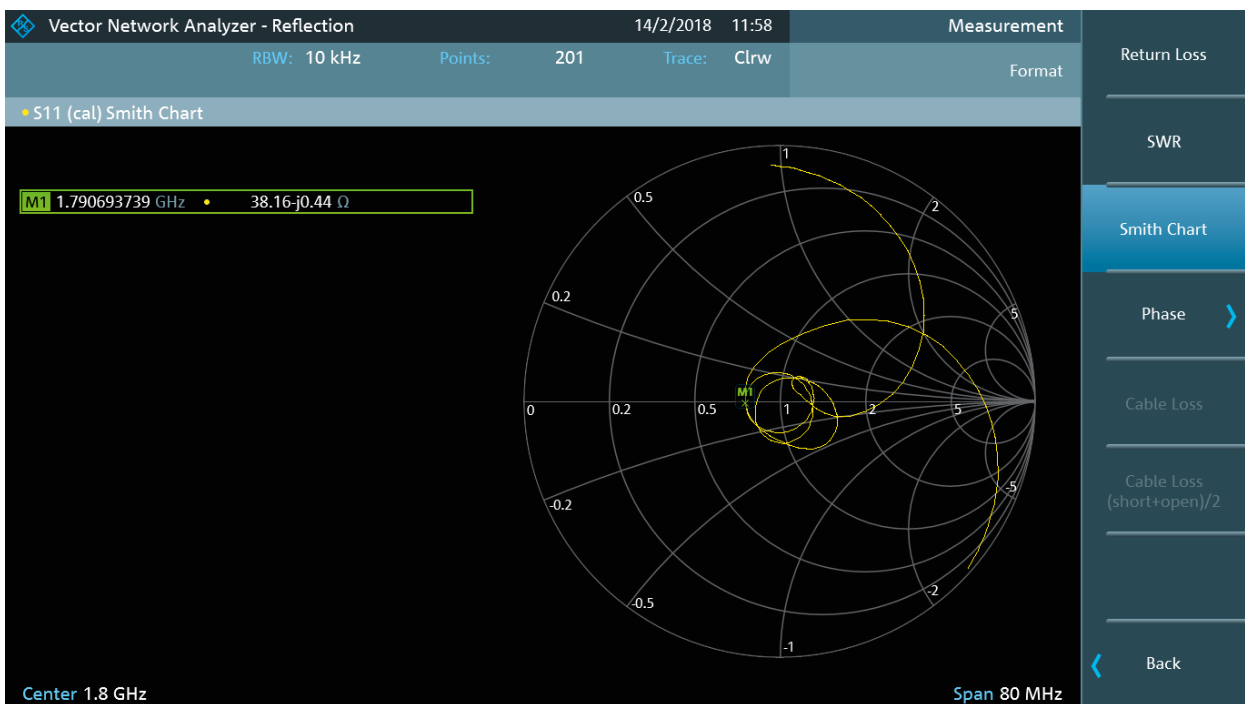 Vector Network Analyzer - Reflection 14/2/2018 11:58 Measurement
RBW: 10 kHz Points: 201 Trace: Clrw
Format
S11 (cal) Smith Chart
M1 1.790693739 GHz 38.16-j0.44 Ω
1
0.5
2
0.2
5
M1
0 0.2 0.5 1 2 5
-5
-0.2
-2
-0.5
-1
Center 1.8 GHz Span 80 MHz
Return Loss
SWR
Smith Chart
Phase
Cable Loss
Cable Loss
(short+open)/2
Back